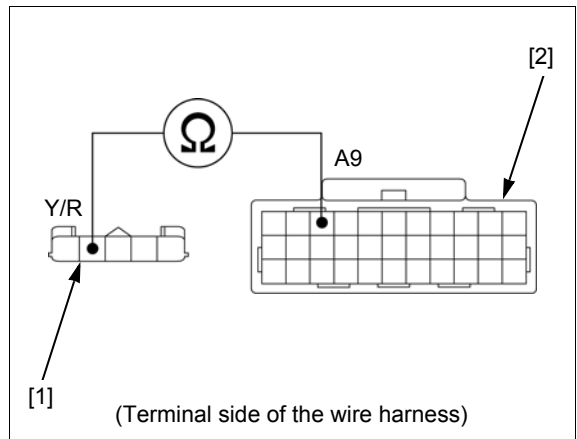 [2]
Ω
A9
Y/R
[1]
(Terminal side of the wire harness)